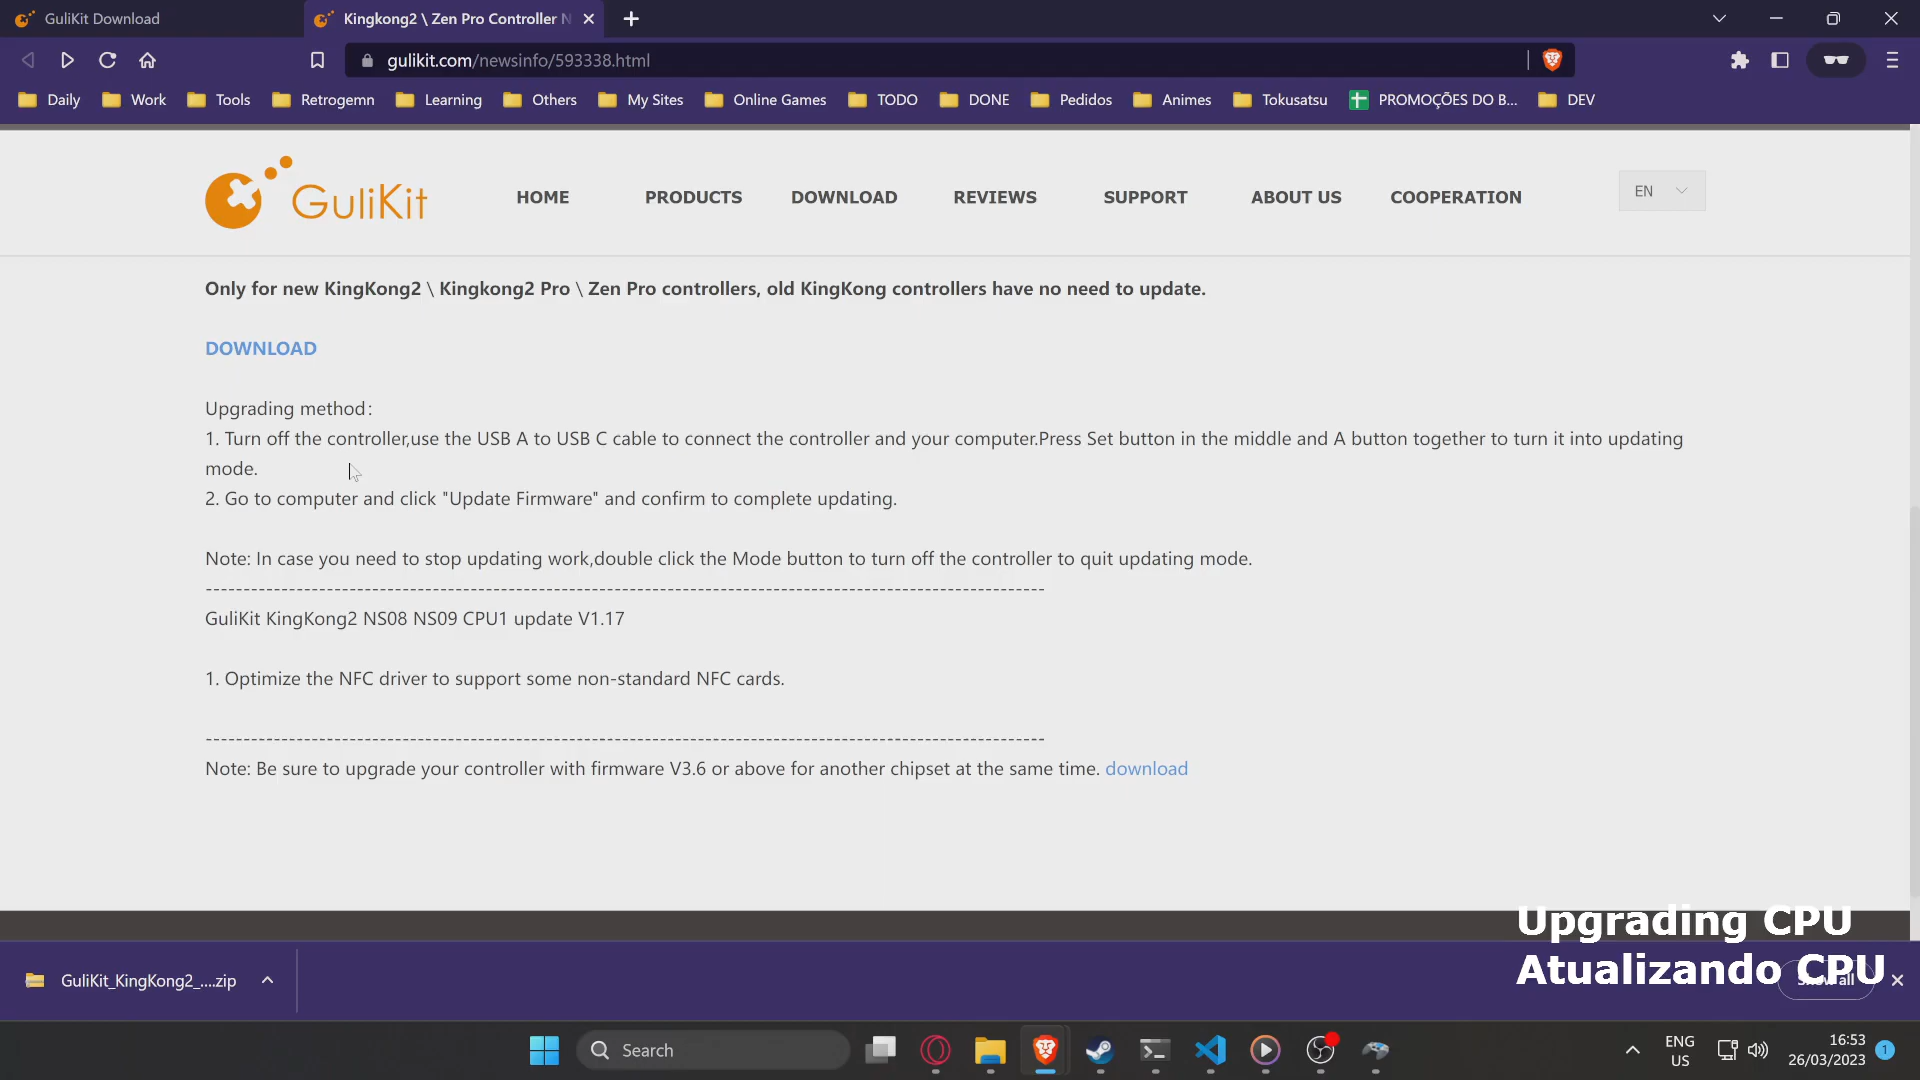 GuliKit Download
Kingkong2 \ Zen Pro Controller N
gulikit.com/newsinfo/593338.html
Daily Work Tools Retrogemn Learning Others My Sites Online Games TODO DONE Pedidos Animes Tokusatsu PROMOÇÕES DO B... DEV
GuliKit
HOME PRODUCTS DOWNLOAD REVIEWS SUPPORT ABOUT US COOPERATION
EN
Only for new KingKong2 \ Kingkong2 Pro \ Zen Pro controllers, old KingKong controllers have no need to update.
DOWNLOAD
Upgrading method：
1. Turn off the controller,use the USB A to USB C cable to connect the controller and your computer.Press Set button in the middle and A button together to turn it into updating
mode.
2. Go to computer and click "Update Firmware" and confirm to complete updating.
Note: In case you need to stop updating work,double click the Mode button to turn off the controller to quit updating mode.
--------------------------------------------------------------------------------------------------------------
GuliKit KingKong2 NS08 NS09 CPU1 update V1.17
1. Optimize the NFC driver to support some non-standard NFC cards.
--------------------------------------------------------------------------------------------------------------
Note: Be sure to upgrade your controller with firmware V3.6 or above for another chipset at the same time. download
Upgrading CPU
Atualizando CPU
GuliKit_KingKong2_....zip
Show all
Search
ENG
US
16:53
26/03/2023
1